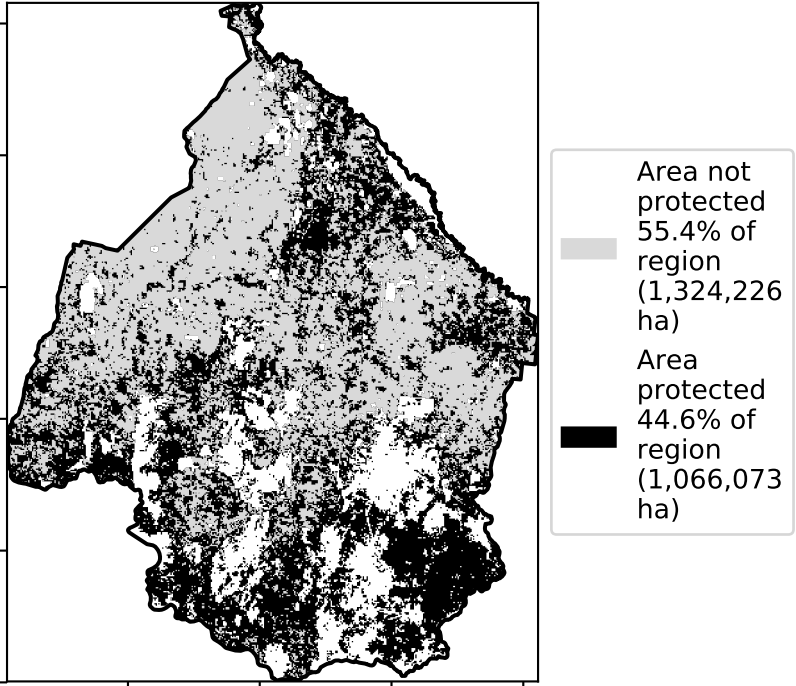 Area not
protected
55.4% of
region
(1,324,226
ha)
Area
protected
44.6% of
region
(1,066,073
ha)